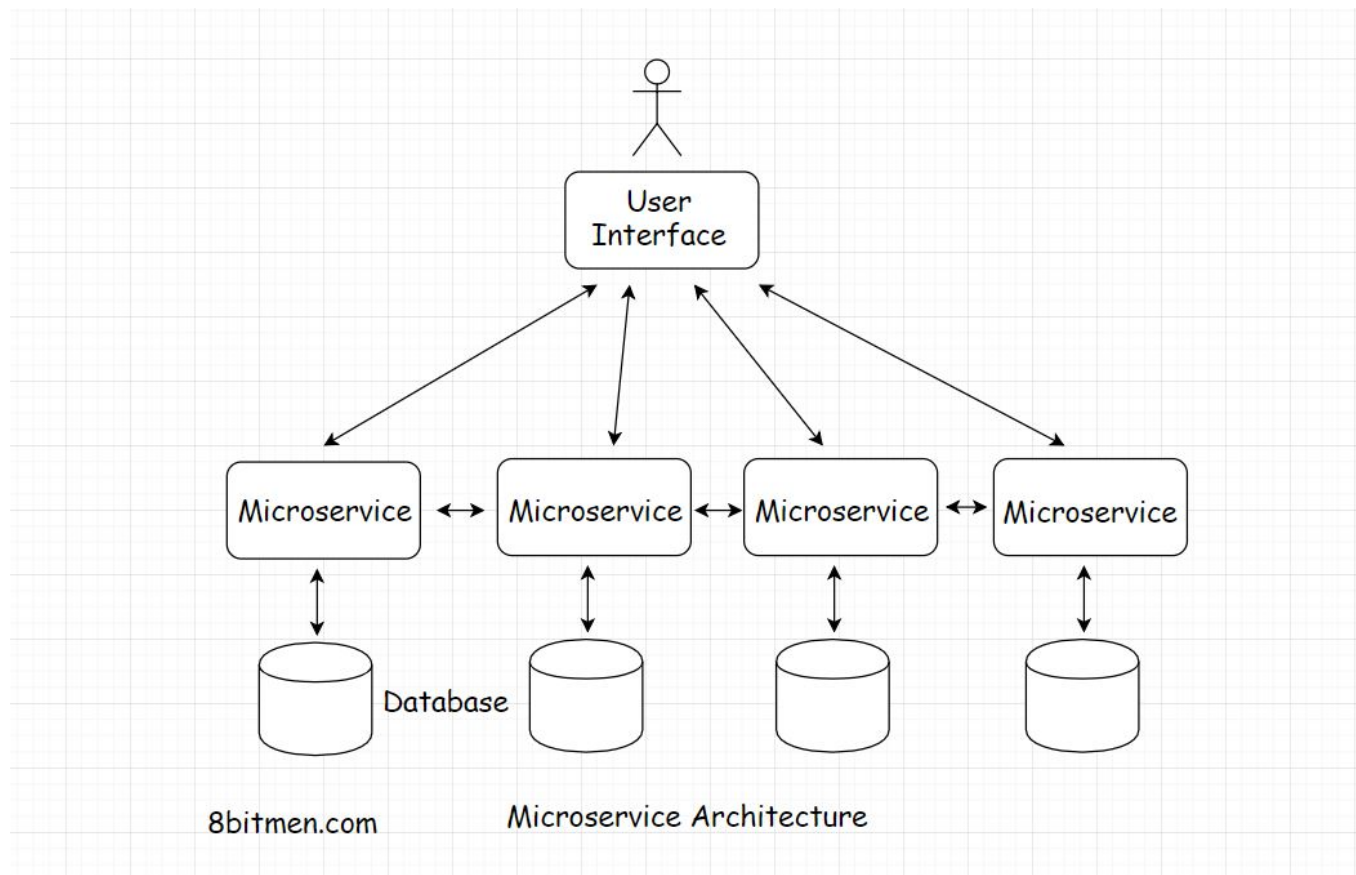 User
Interface
Microservice
Microservice
Microservice
Microservice
Database
8bitmen.com
Microservice Architecture